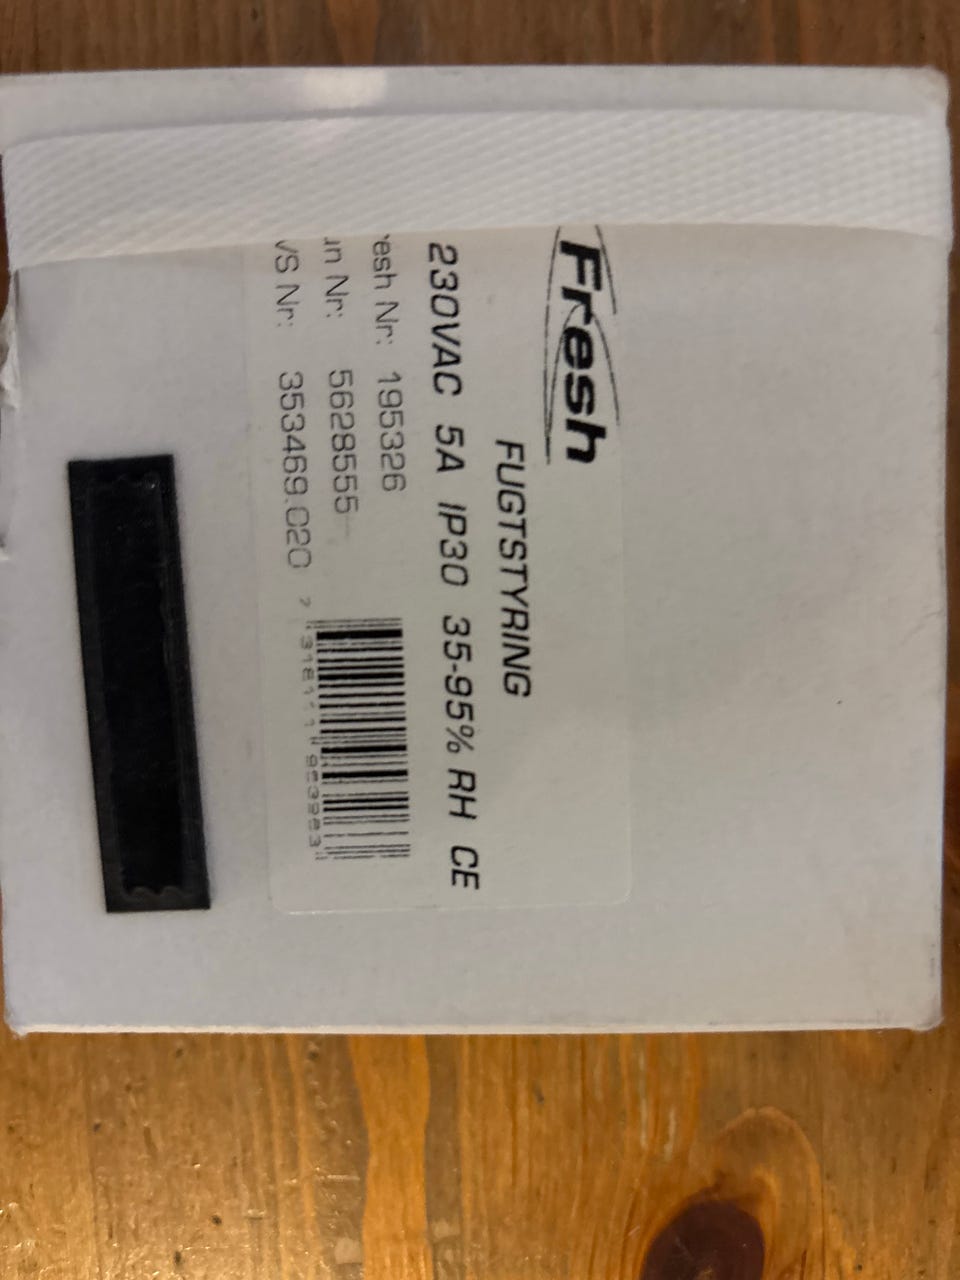 Fresh
FUGTSTYRING
230VAC 5A IP30 35-95% RH CE
resh Nr: 195326
un Nr: 5628555
VS Nr: 353469.020